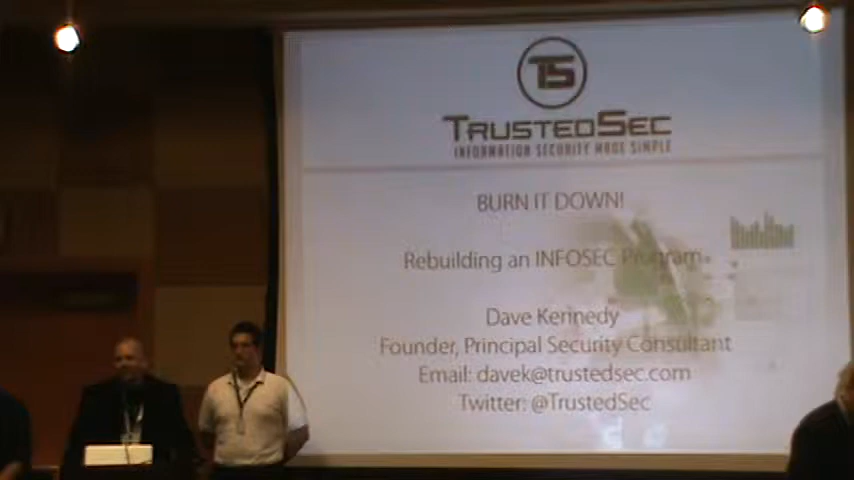 TS
TRUSTEDSEC
INFORMATION SECURITY MADE SIMPLE
BURN IT DOWN!
Rebuilding an INFOSEC Program
Dave Kennedy
Founder, Principal Security Consultant
Email: davek@trustedsec.com
Twitter: @TrustedSec